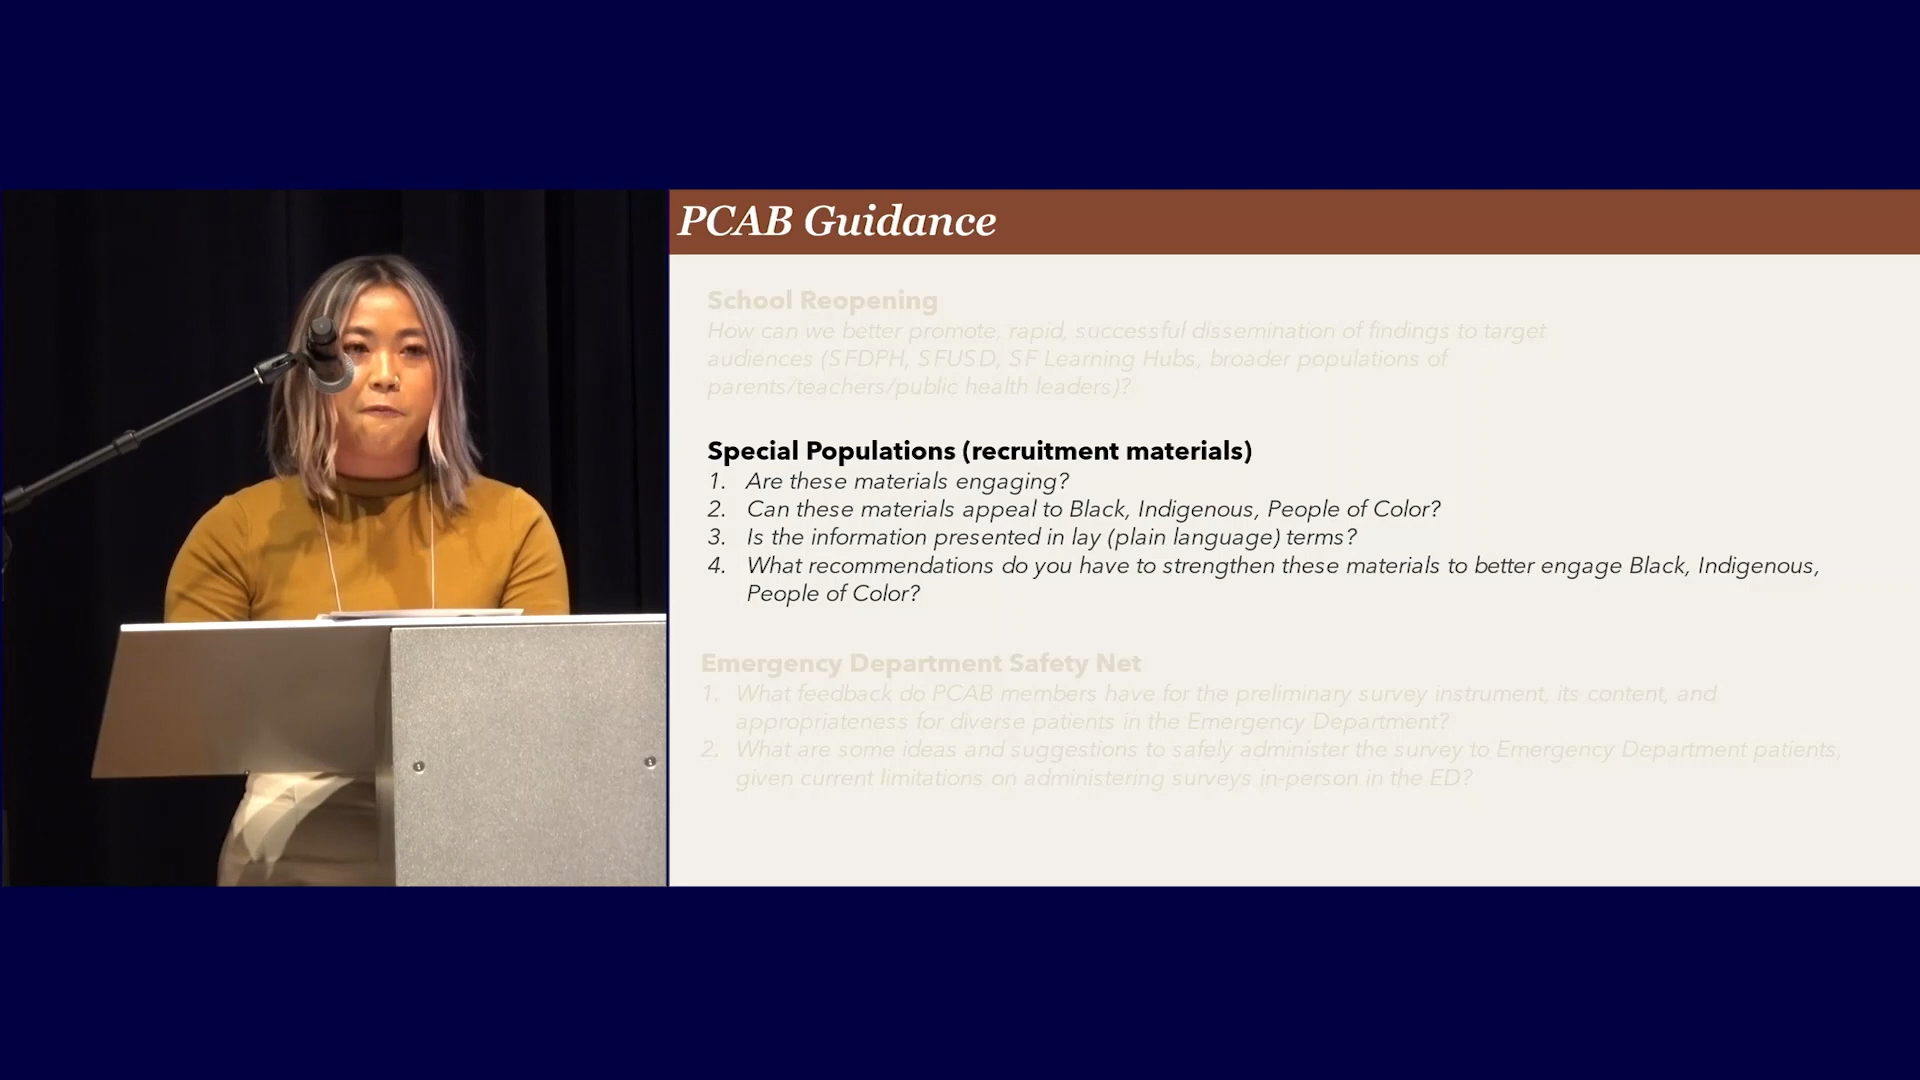 PCAB Guidance
School Reopening
How can we better promote, rapid, successful dissemination of findings to target
audiences (SFDPH, SFUSD, SF Learning Hubs, broader populations of
parents/teachers/public health leaders)?
Special Populations (recruitment materials)
1. Are these materials engaging?
2. Can these materials appeal to Black, Indigenous, People of Color?
3. Is the information presented in lay (plain language) terms?
4. What recommendations do you have to strengthen these materials to better engage Black, Indigenous,
People of Color?
Emergency Department Safety Net
1. What feedback do PCAB members have for the preliminary survey instrument, its content, and
appropriateness for diverse patients in the Emergency Department?
2. What are some ideas and suggestions to safely administer the survey to Emergency Department patients,
given current limitations on administering surveys in-person in the ED?